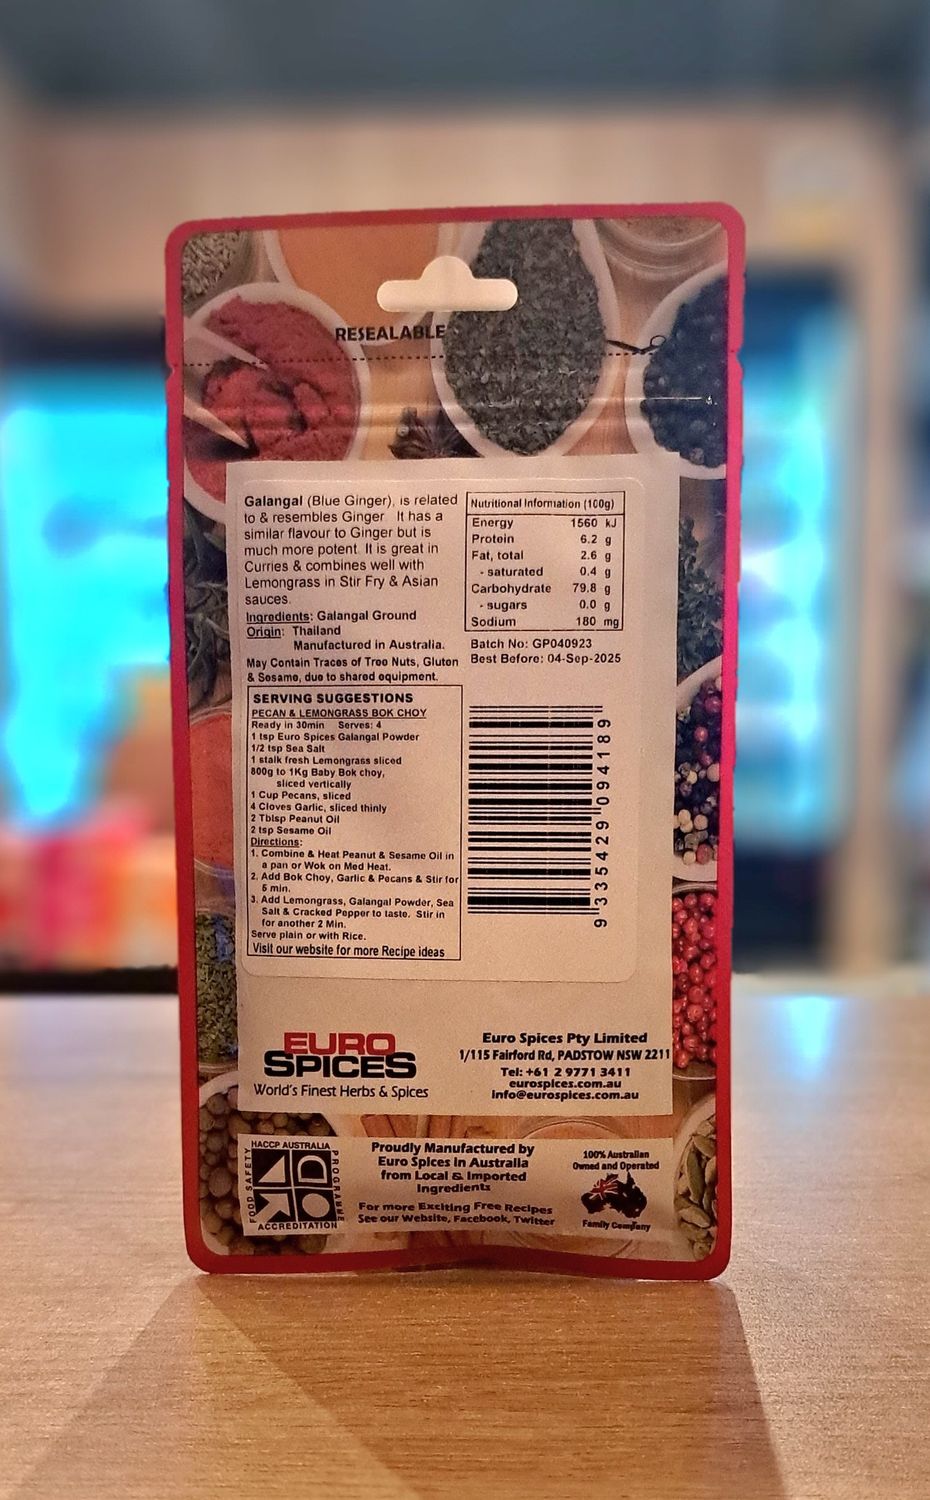 RESEALABLE
Galangal (Blue Ginger), is related
to & resembles Ginger. It has a
similar flavour to Ginger but is
much more potent. It is great in
Curries & combines well with
Lemongrass in Stir Fry & Asian
sauces.
Ingredients: Galangal Ground
Origin: Thailand
Manufactured in Australia.
May Contain Traces of Tree Nuts, Gluten
& Sesame, due to shared equipment.
Nutritional Information (100g)
Energy 1560 kJ
Protein 6.2 g
Fat, total 2.6 g
- saturated 0.4 g
Carbohydrate 79.8 g
- sugars 0.0 g
Sodium 180 mg
Batch No: GP040923
Best Before: 04-Sep-2025
SERVING SUGGESTIONS
PECAN & LEMONGRASS BOK CHOY
Ready in 30min Serves: 4
1 tsp Euro Spices Galangal Powder
1/2 tsp Sea Salt
1 stalk fresh Lemongrass sliced
800g to 1Kg Baby Bok choy,
sliced vertically
1 Cup Pecans, sliced
4 Cloves Garlic, sliced thinly
2 Tblsp Peanut Oil
2 tsp Sesame Oil
Directions:
1. Combine & Heat Peanut & Sesame Oil in
a pan or Wok on Med Heat.
2. Add Bok Choy, Garlic & Pecans & Stir for
5 min.
3. Add Lemongrass, Galangal Powder, Sea
Salt & Cracked Pepper to taste. Stir in
for another 2 Min.
Serve plain or with Rice.
Visit our website for more Recipe ideas
9 335429 094189
EURO
SPICES
World's Finest Herbs & Spices
Euro Spices Pty Limited
1/115 Fairford Rd, PADSTOW NSW 2211
Tel: +61 2 9771 3411
eurospices.com.au
info@eurospices.com.au
HACCP AUSTRALIA
FOOD SAFETY
PROGRAMME
ACCREDITATION
Proudly Manufactured by
Euro Spices in Australia
from Local & Imported
Ingredients
For more Exciting Free Recipes
See our Website, Facebook, Twitter
100% Australian
Owned and Operated
Family Company